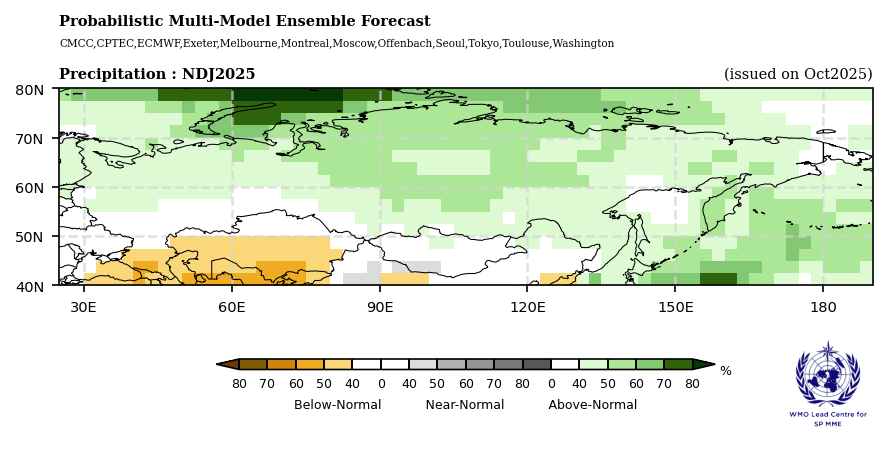 Probabilistic Multi-Model Ensemble Forecast
CMCC,CPTEC,ECMWF,Exeter,Melbourne,Montreal,Moscow,Offenbach,Seoul,Tokyo,Toulouse,Washington
Precipitation : NDJ2025 (issued on Oct2025)
80N
70N
60N
50N
40N
30E 60E 90E 120E 150E 180
80 70 60 50 40 0 40 50 60 70 80 0 40 50 60 70 80 %
Below-Normal Near-Normal Above-Normal
WMO Lead Centre for
SP MME